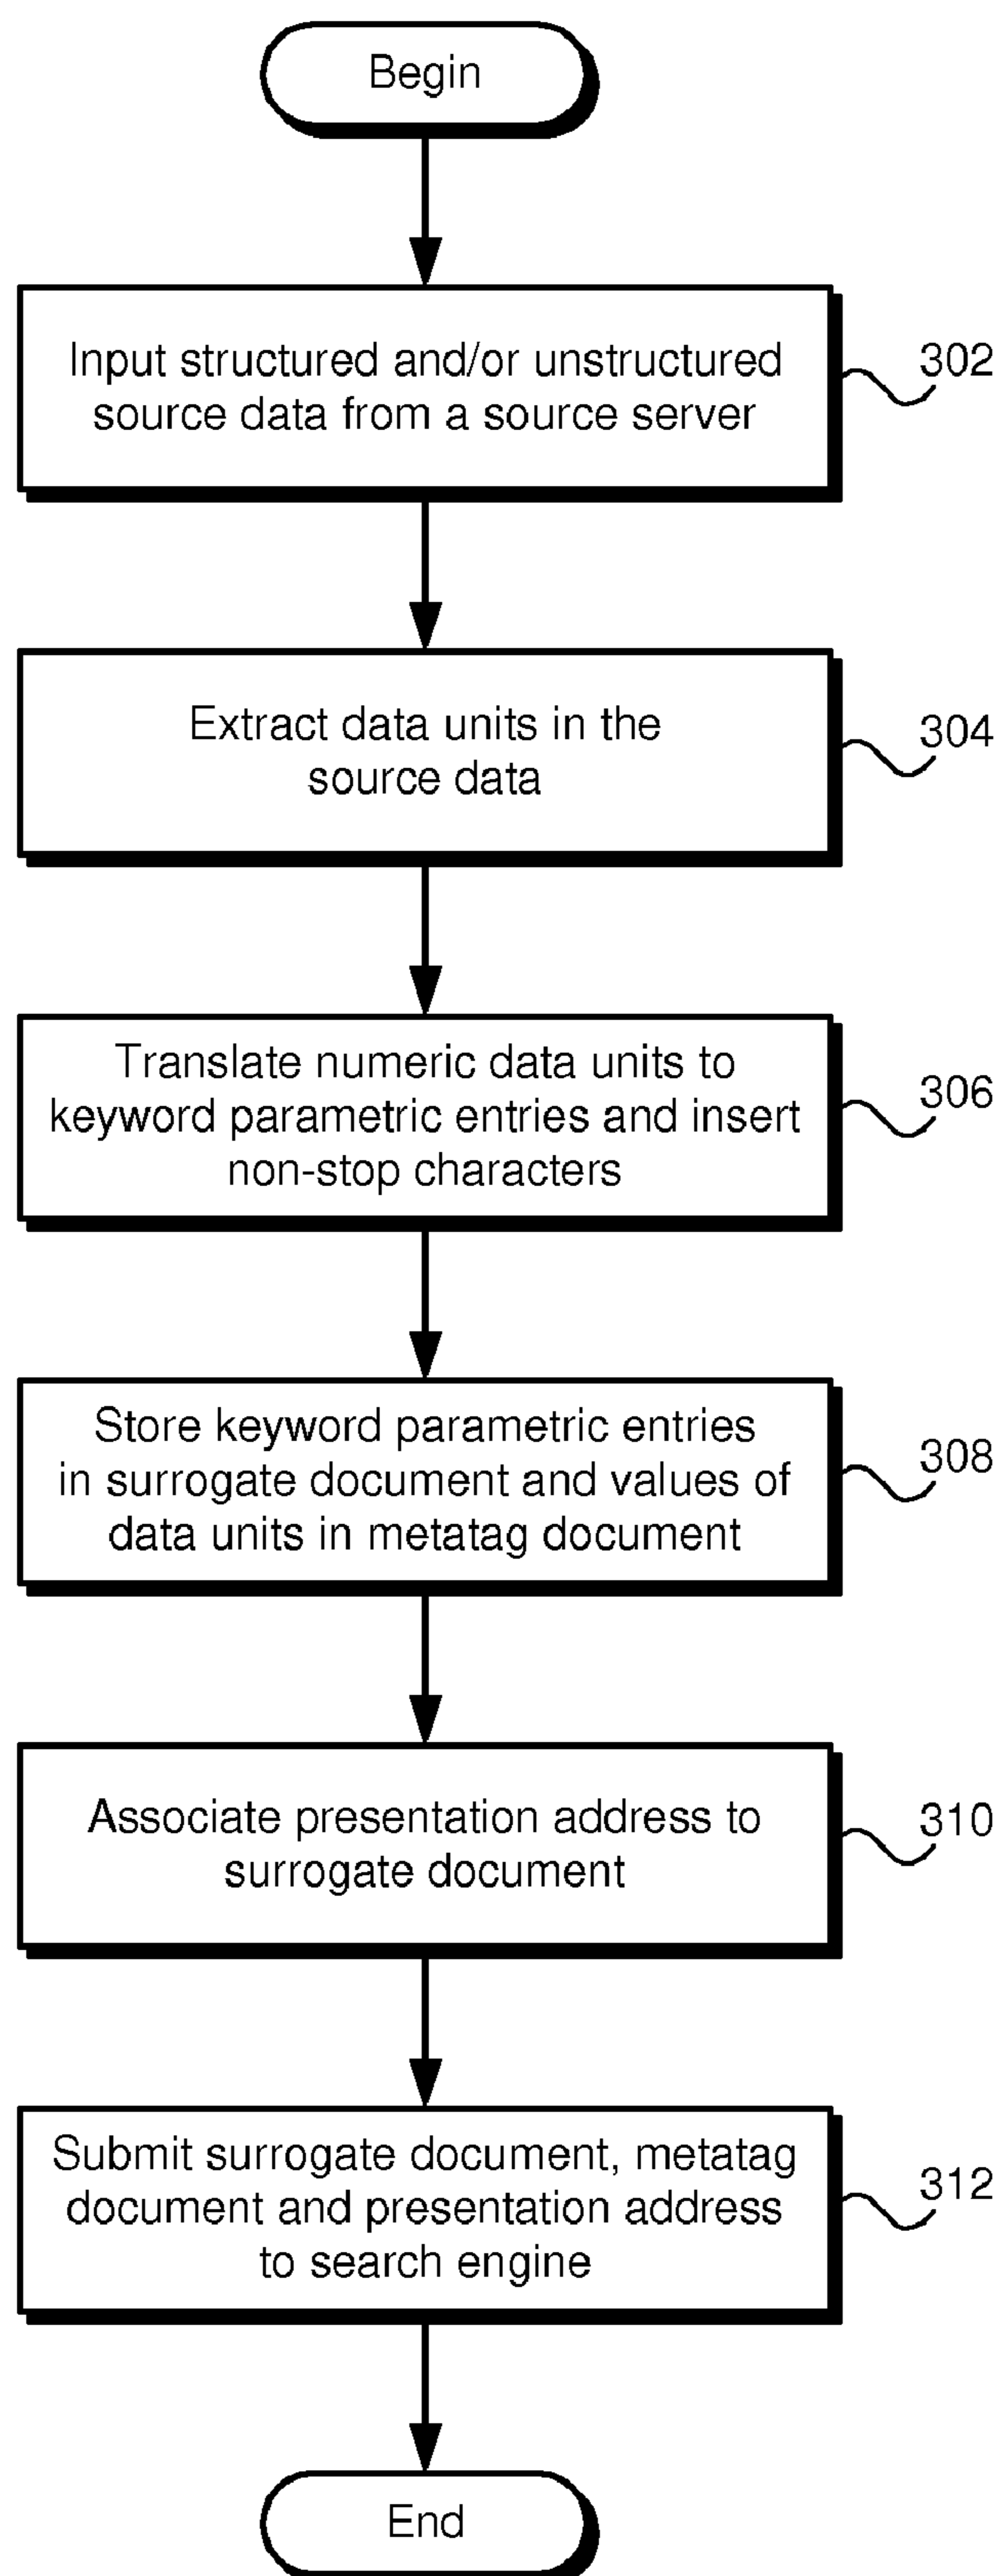 Begin
Input structured and/or unstructured
source data from a source server
302
Extract data units in the
source data
304
Translate numeric data units to
keyword parametric entries and insert
non-stop characters
306
Store keyword parametric entries
in surrogate document and values of
data units in metatag document
308
Associate presentation address to
surrogate document
310
Submit surrogate document, metatag
document and presentation address
to search engine
312
End